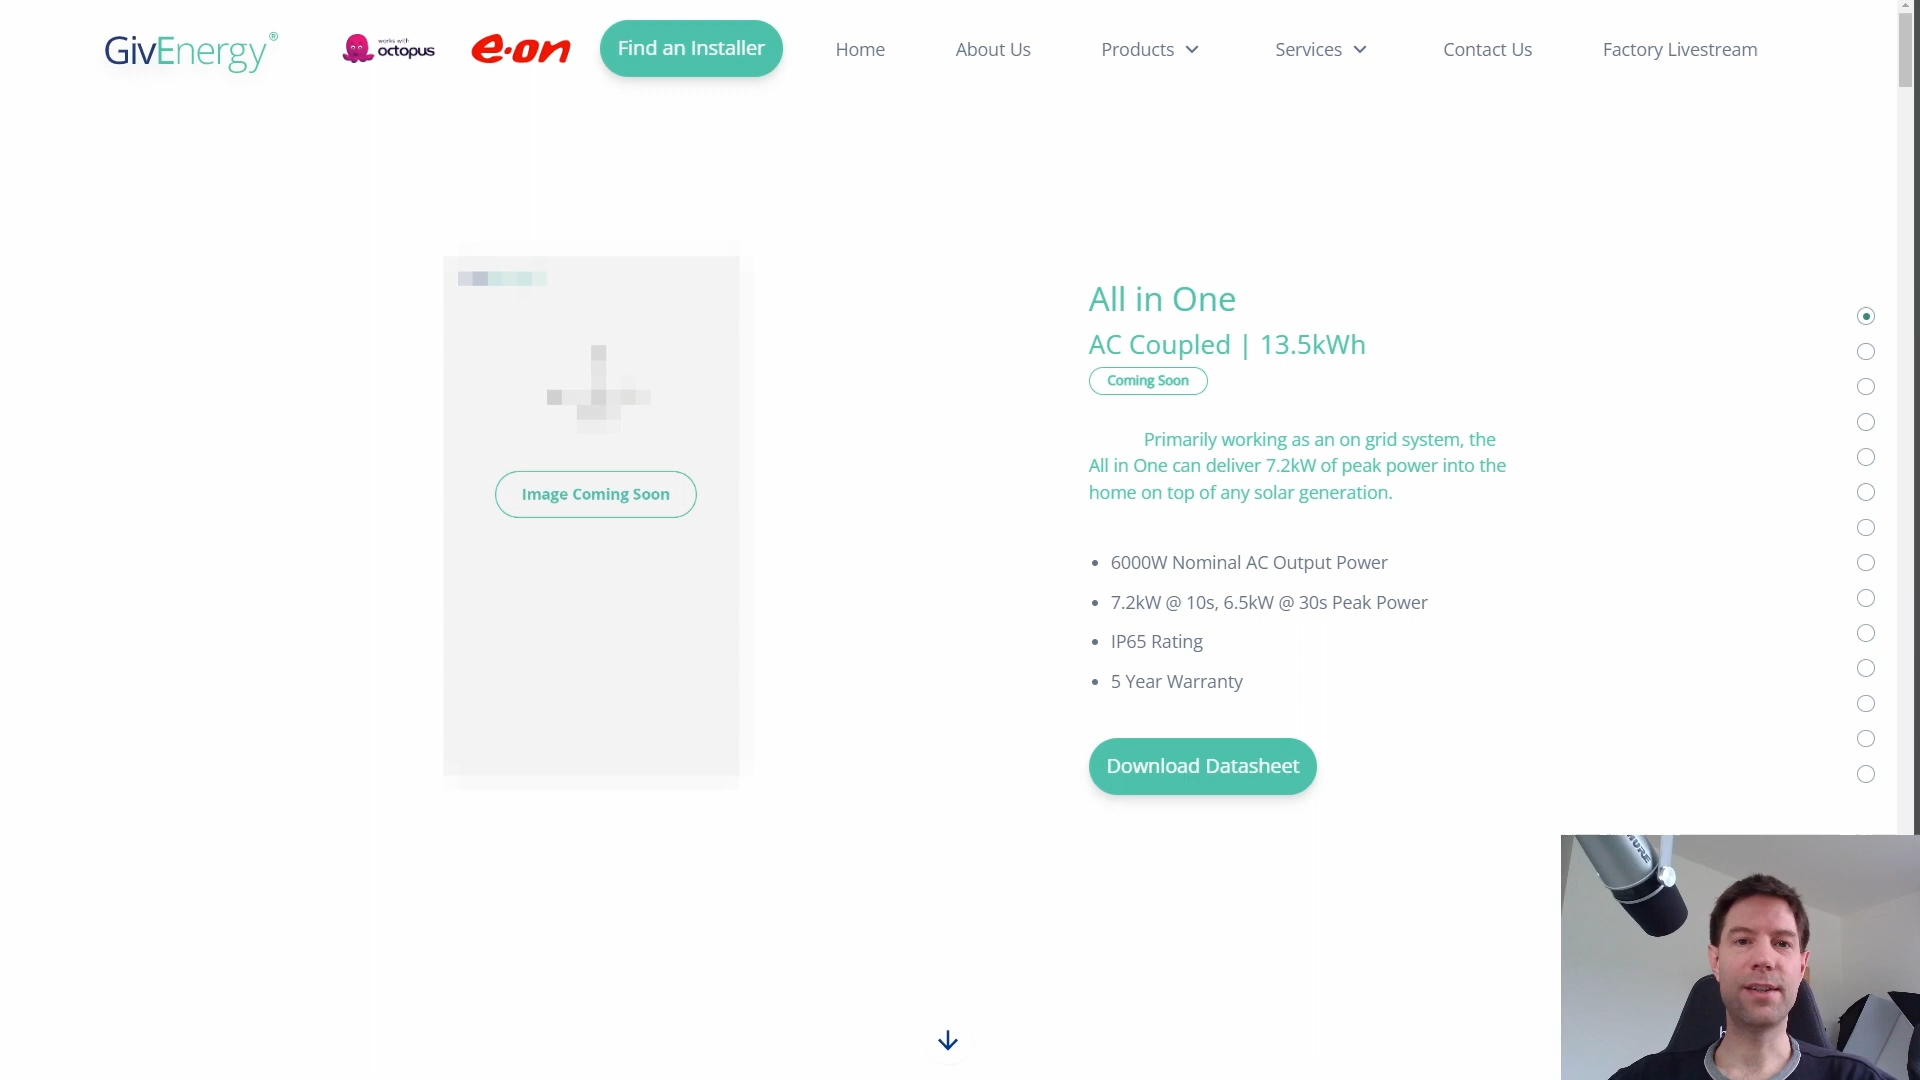 GivEnergy®
works with
octopus
e·on
Find an Installer
Home
About Us
Products
Services
Contact Us
Factory Livestream
Image Coming Soon
All in One
AC Coupled | 13.5kWh
Coming Soon
Primarily working as an on grid system, the
All in One can deliver 7.2kW of peak power into the
home on top of any solar generation.
• 6000W Nominal AC Output Power
• 7.2kW @ 10s, 6.5kW @ 30s Peak Power
• IP65 Rating
• 5 Year Warranty
Download Datasheet